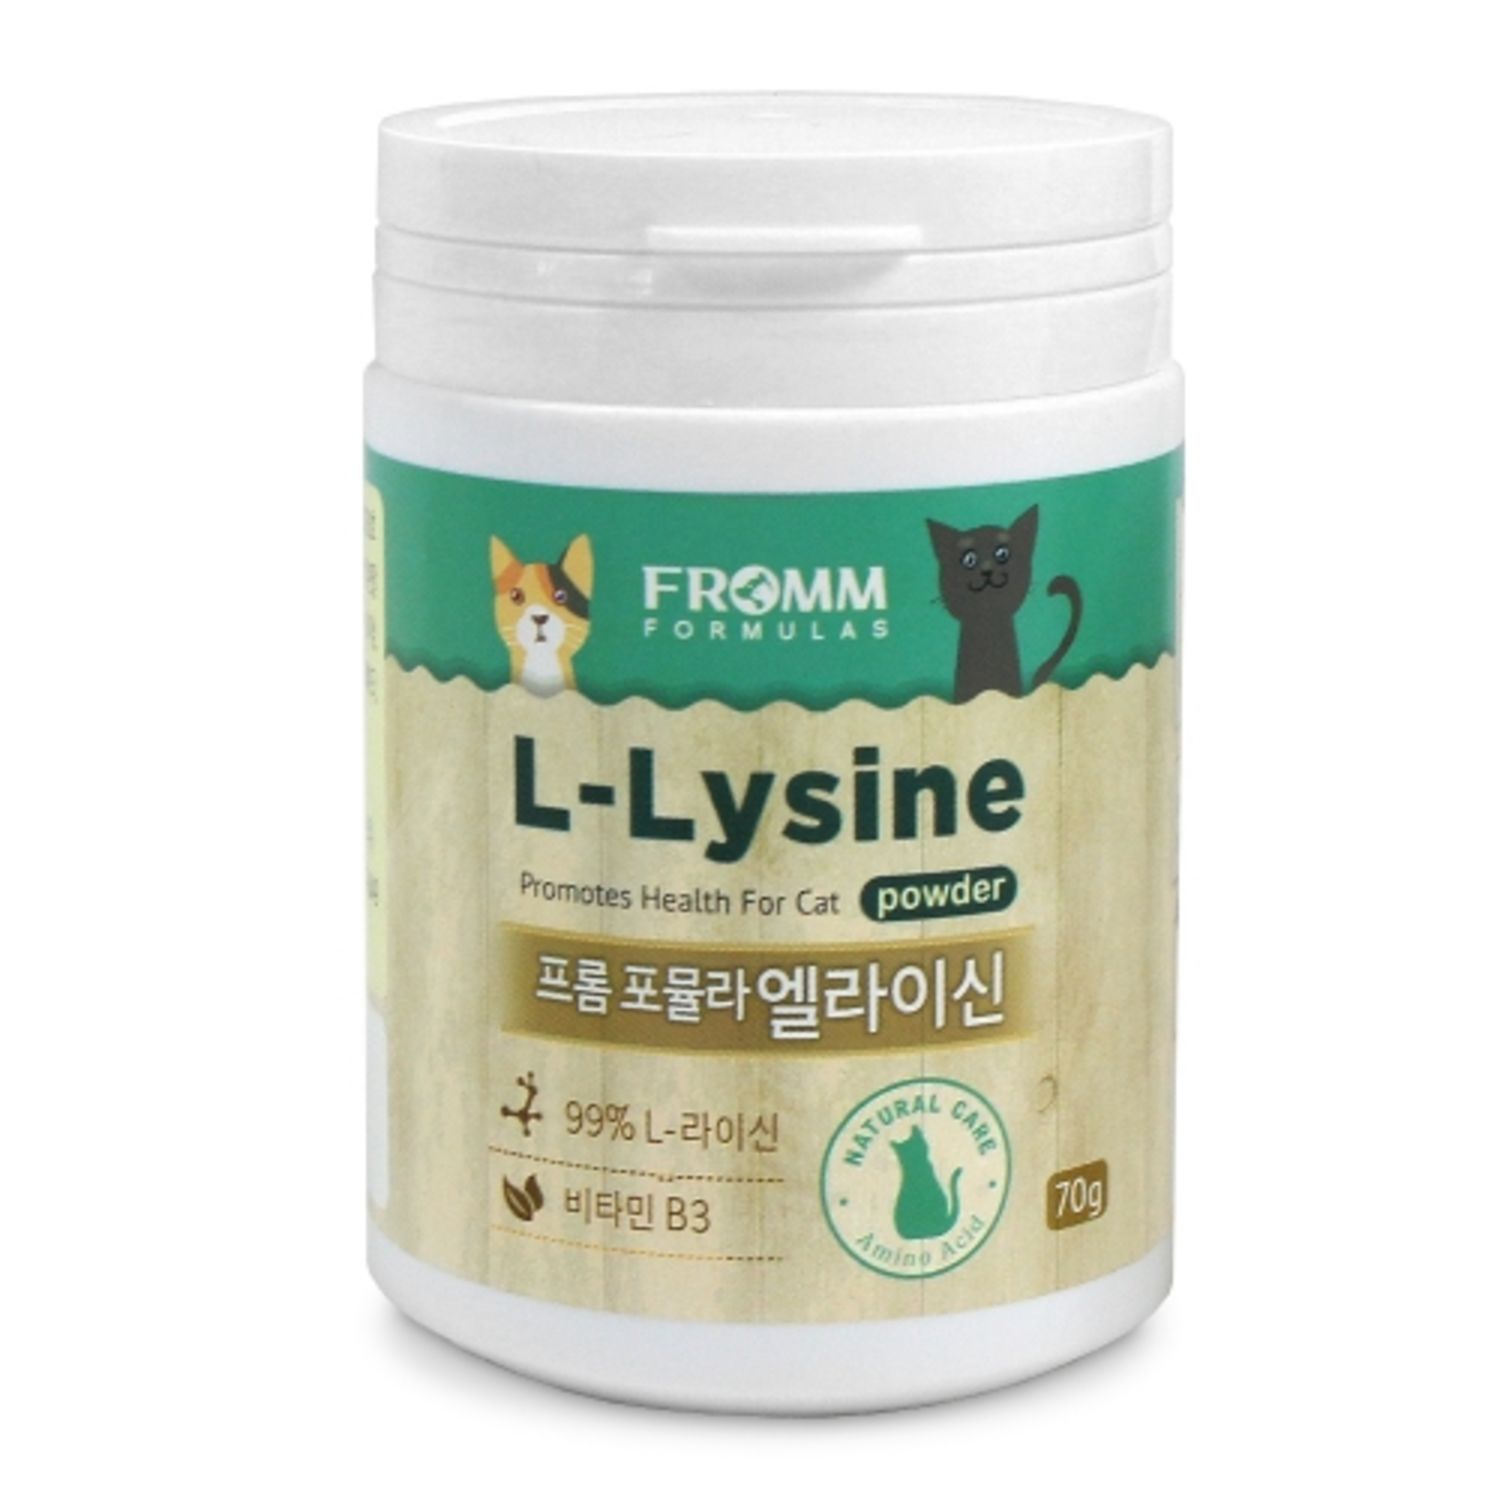 FROMM
FORMULAS
L-Lysine
Promotes Health For Cat powder
프롬 포뮬라 엘라이신
99% L-라이신
비타민 B3
NATURAL CARE
Amino Acid
70g